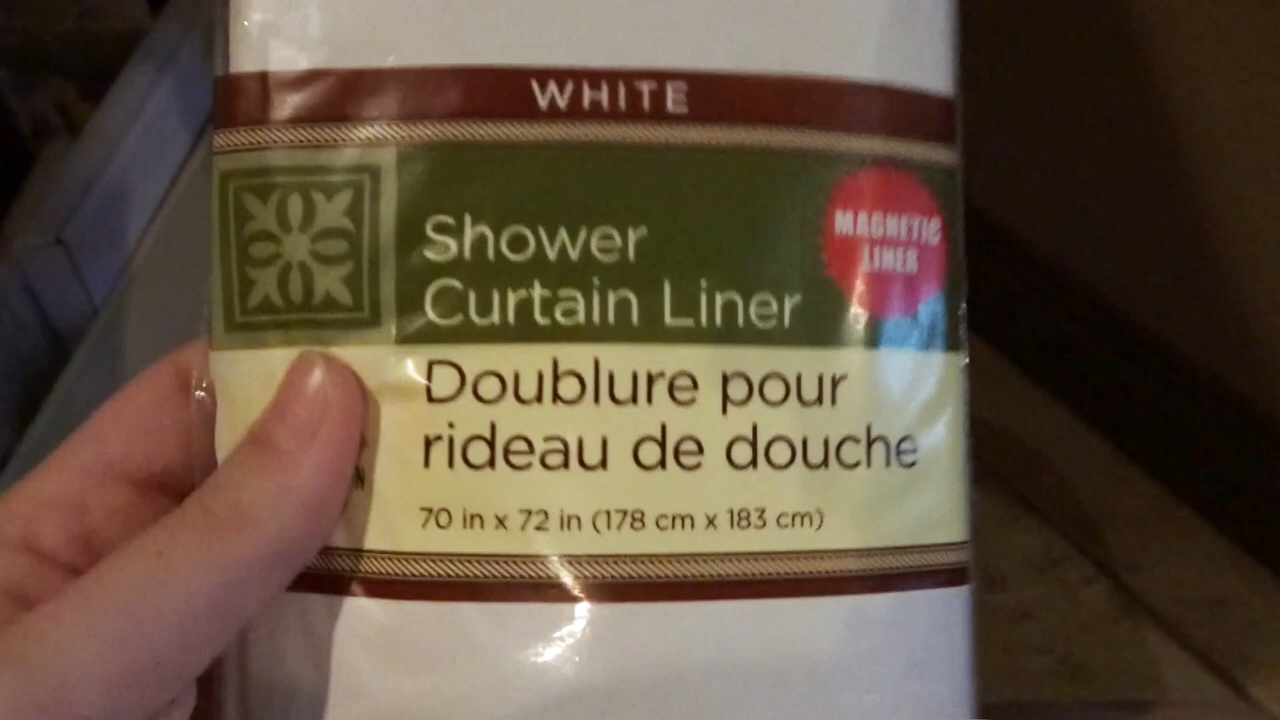 WHITE
Shower
Curtain Liner
MAGNETIC
LINER
Doublure pour
rideau de douche
70 in x 72 in (178 cm x 183 cm)